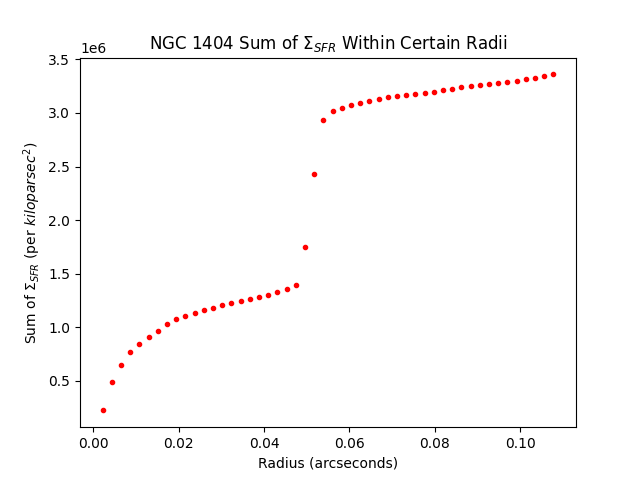 NGC 1404 Sum of Σ_SFR Within Certain Radii
1e6
3.5
3.0
2.5
2.0
1.5
1.0
0.5
Sum of Σ_SFR (per kiloparsec²)
0.00 0.02 0.04 0.06 0.08 0.10
Radius (arcseconds)